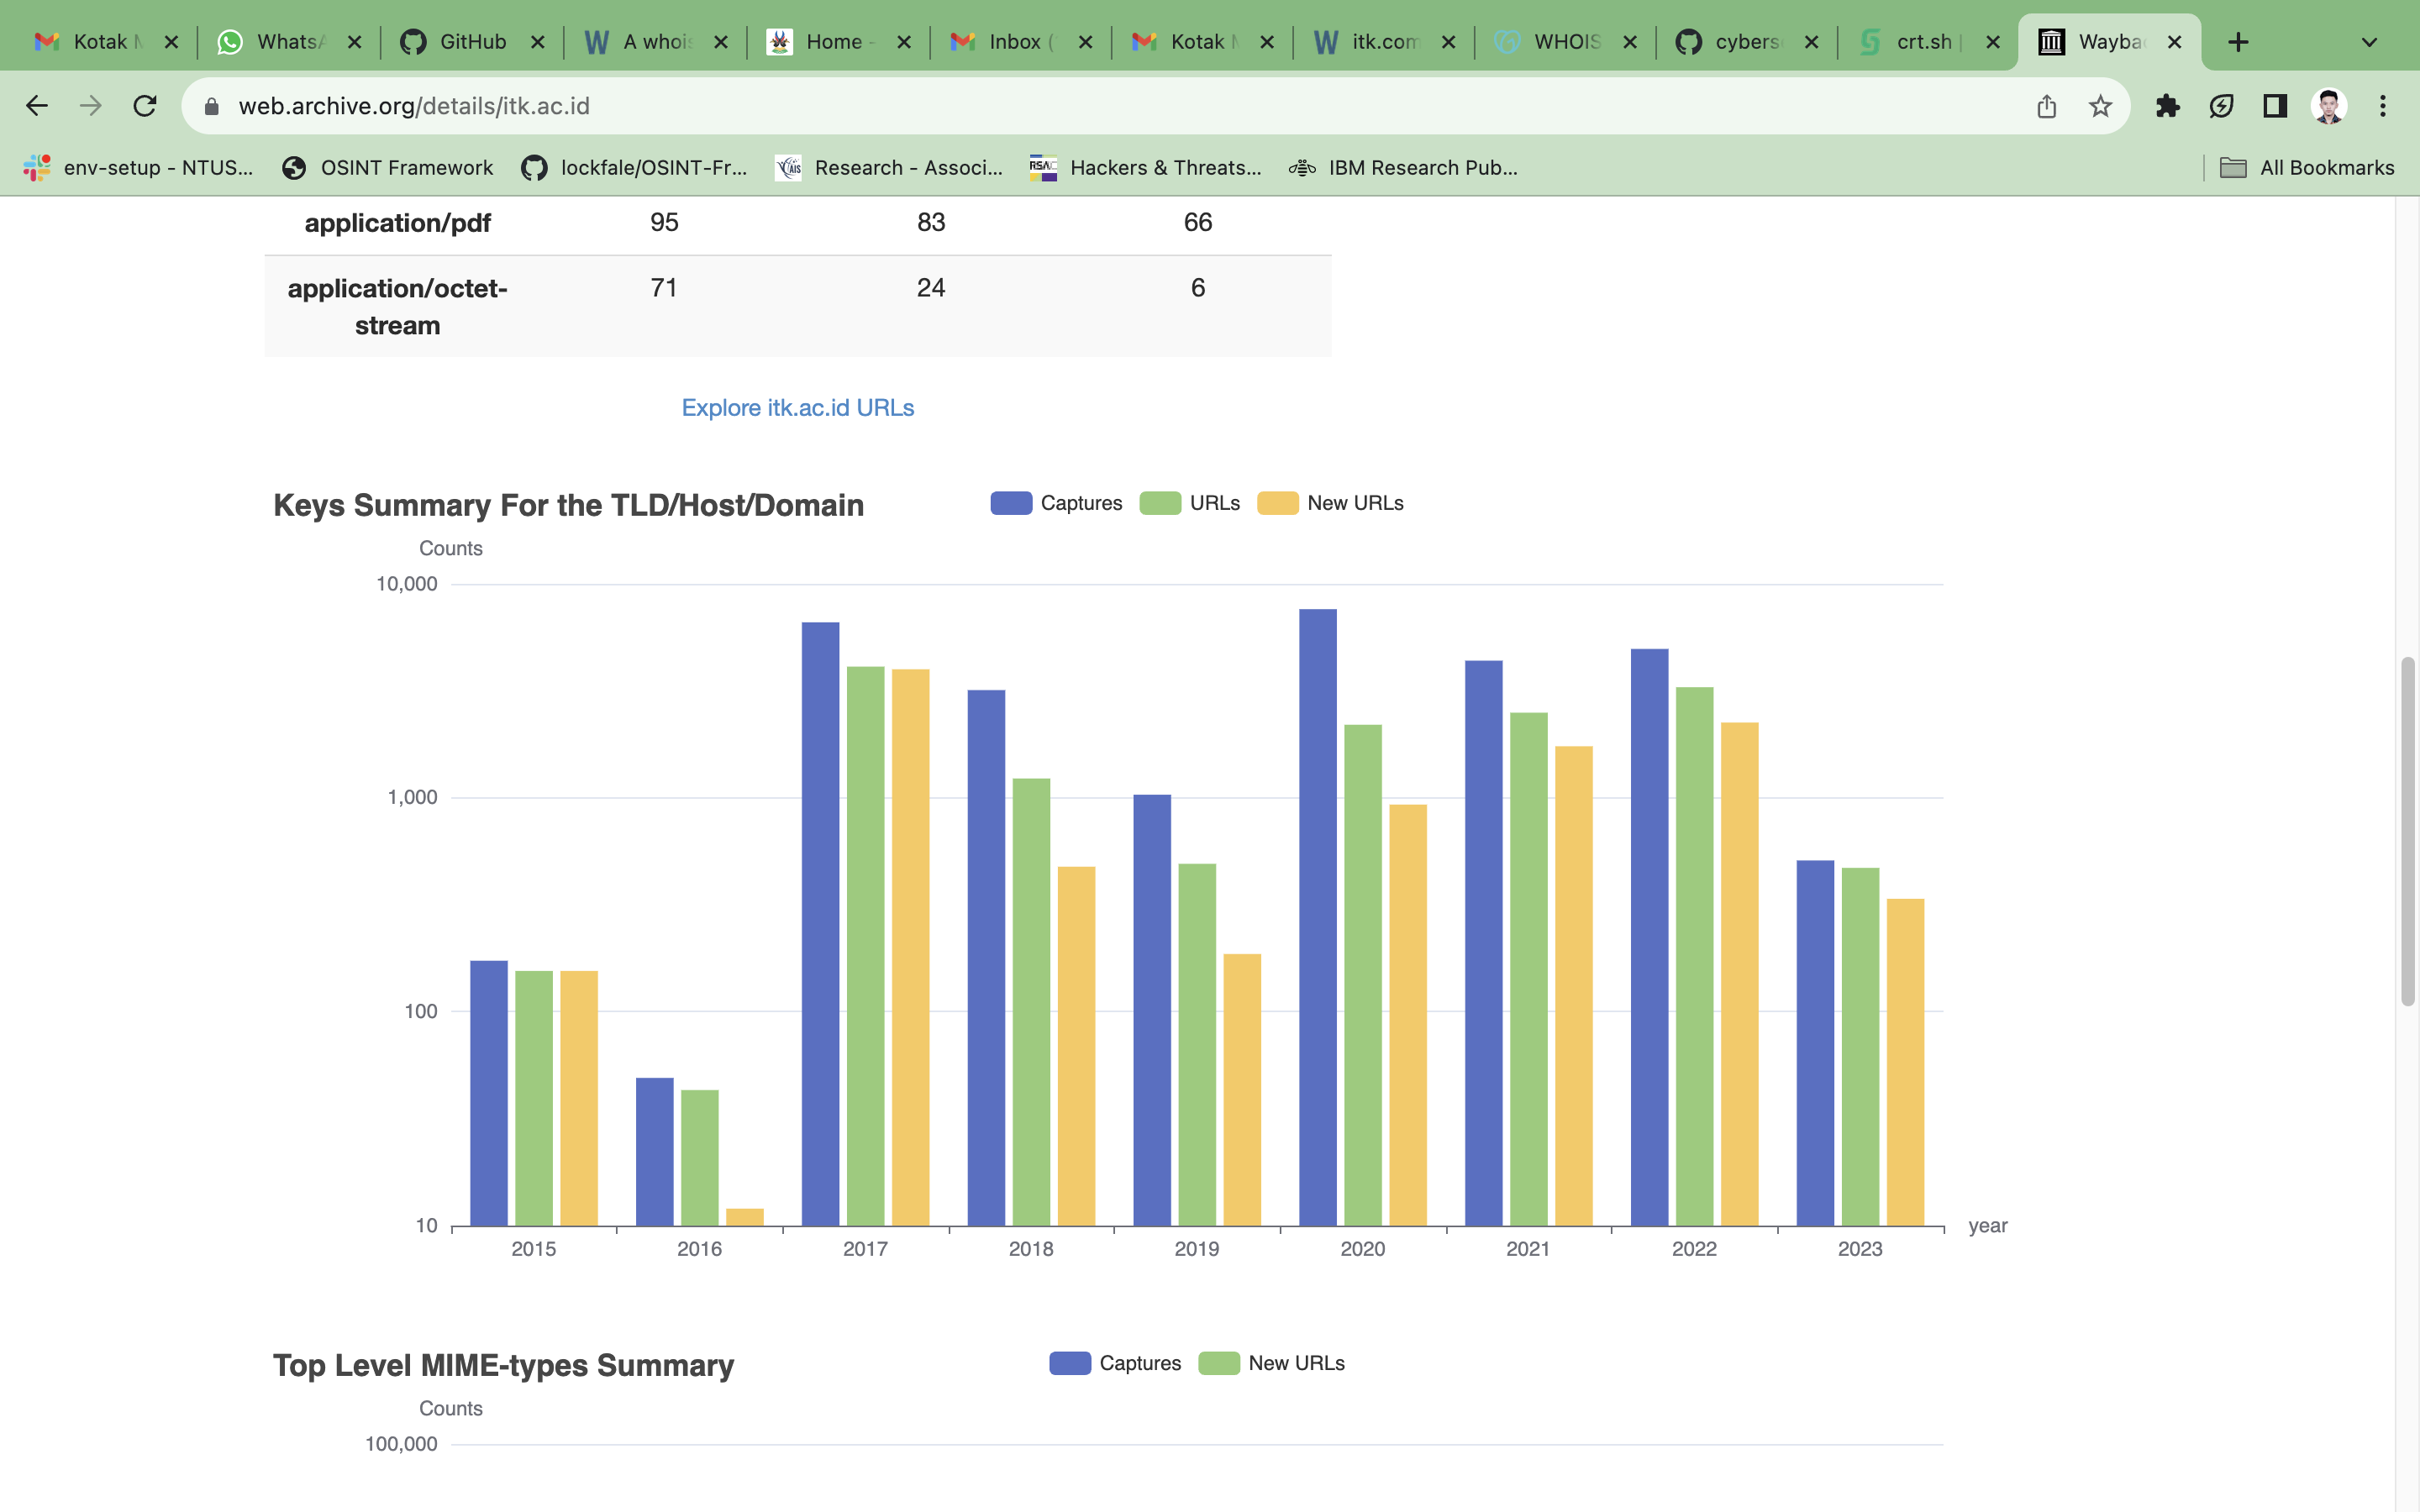 Kotak
Whats
GitHub
A whois
Home -
Inbox (
Kotak
itk.com
WHOIS
cybers
crt.sh |
Wayba
web.archive.org/details/itk.ac.id
env-setup - NTUS...
OSINT Framework
lockfale/OSINT-Fr...
Research - Associ...
Hackers & Threats...
IBM Research Pub...
All Bookmarks
application/pdf 95 83 66
application/octet- 71 24 6
stream
Explore itk.ac.id URLs
Keys Summary For the TLD/Host/Domain
Captures URLs New URLs
Counts
10,000
1,000
100
10
year
2015 2016 2017 2018 2019 2020 2021 2022 2023
Top Level MIME-types Summary
Captures New URLs
Counts
100,000